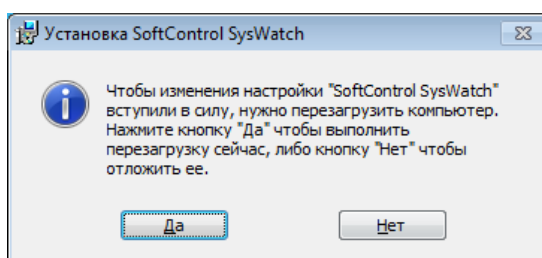 Установка SoftControl SysWatch
Чтобы изменения настройки "SoftControl SysWatch"
вступили в силу, нужно перезагрузить компьютер.
Нажмите кнопку "Да" чтобы выполнить
перезагрузку сейчас, либо кнопку "Нет" чтобы
отложить ее.
Да Нет